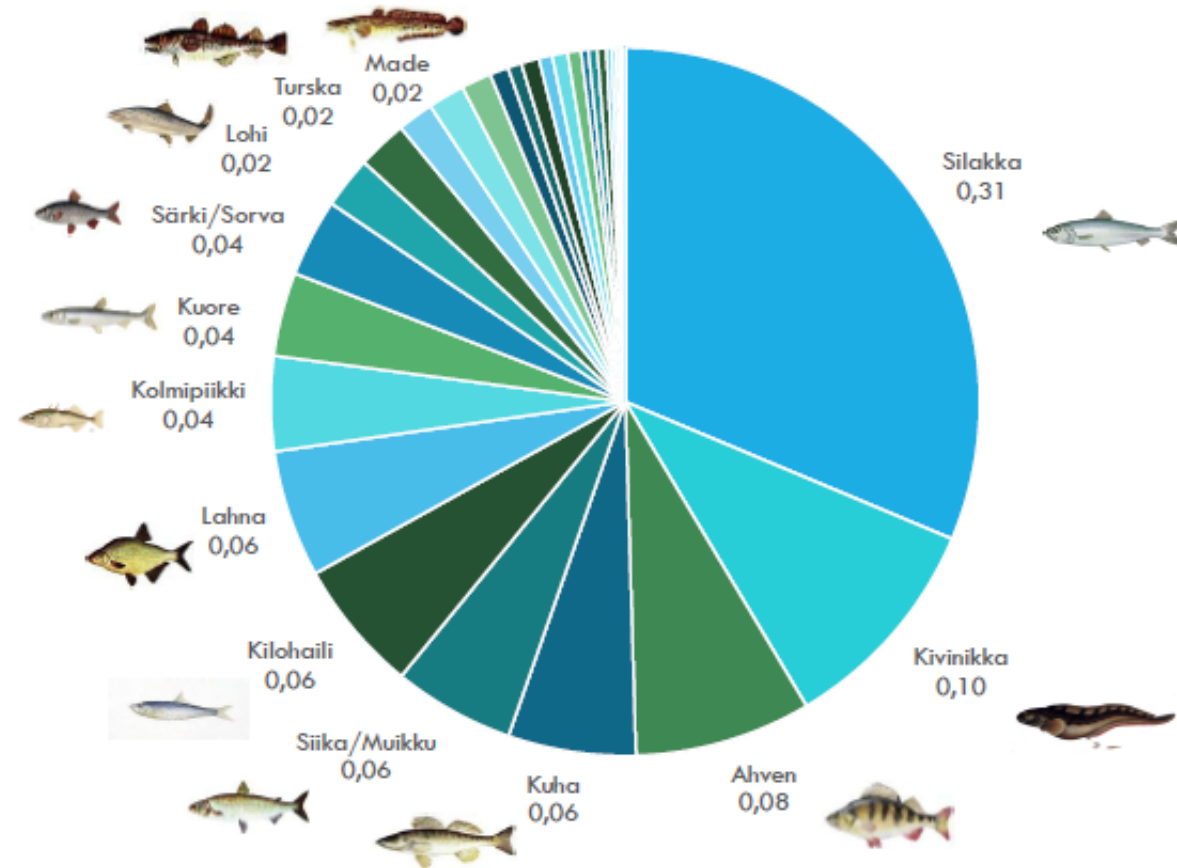 Silakka
0,31
Kivinikka
0,10
Ahven
0,08
Kuha
0,06
Siika/Muikku
0,06
Kilohaili
0,06
Lahna
0,06
Kolmipiikki
0,04
Kuore
0,04
Särki/Sorva
0,04
Lohi
0,02
Turska
0,02
Made
0,02